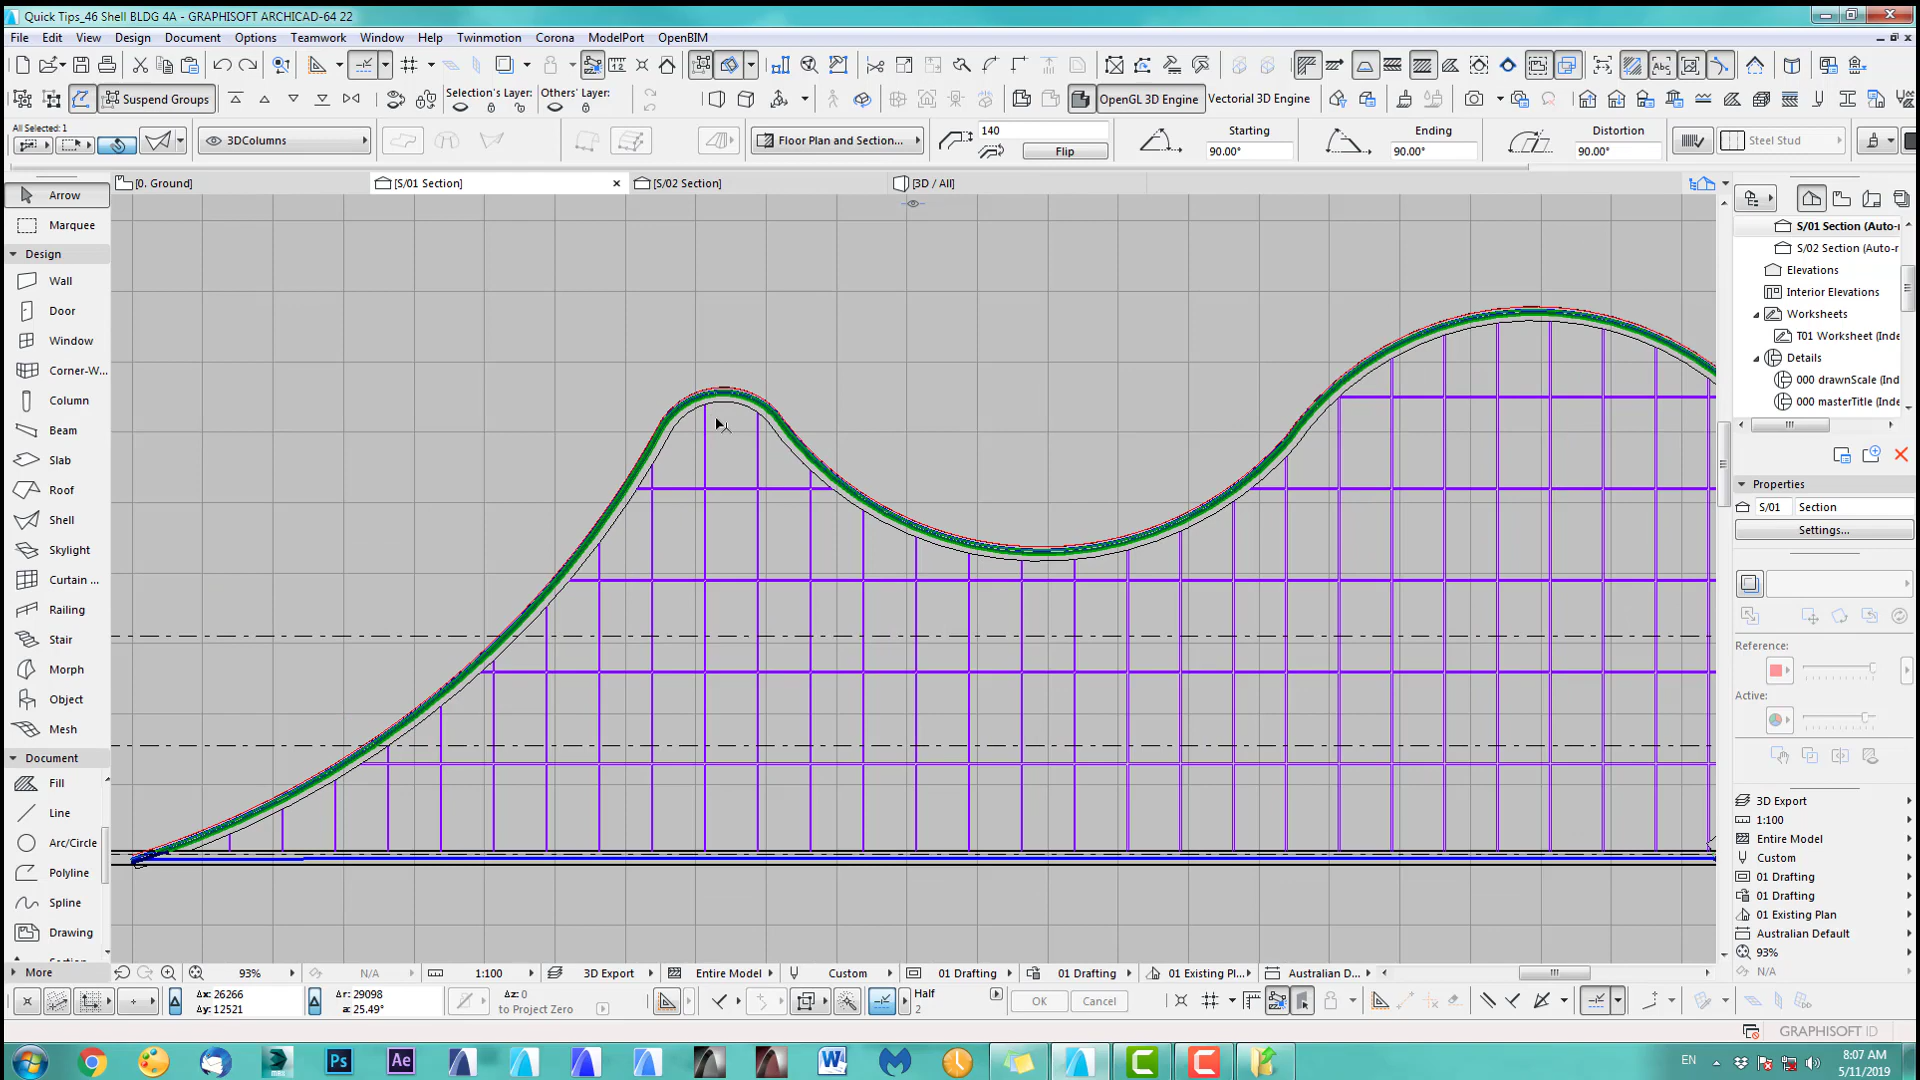 Quick Tips_46 Shell BLDG 4A - GRAPHISOFT ARCHICAD-64 22
File Edit View Design Document Options Teamwork Window Help Twinmotion Corona ModelPort OpenBIM
Suspend Groups
Selection's Layer: Others' Layer:
OpenGL 3D Engine Vectorial 3D Engine
All Selected: 1
3DColumns
Floor Plan and Section...
140
Flip
Starting
90.00°
Ending
90.00°
Distortion
90.00°
Steel Stud
[0. Ground]
[S/01 Section]
[S/02 Section]
[3D / All]
Arrow
Marquee
Design
Wall
Door
Window
Corner-W...
Column
Beam
Slab
Roof
Shell
Skylight
Curtain ...
Railing
Stair
Morph
Object
Mesh
Document
Fill
Line
Arc/Circle
Polyline
Spline
Drawing
More
S/01 Section (Auto-r
S/02 Section (Auto-r
Elevations
Interior Elevations
Worksheets
T01 Worksheet (Inde
Details
000 drawnScale (Ind
000 masterTitle (Inde
Properties
S/01 Section
Settings...
Reference:
Active:
3D Export
1:100
Entire Model
Custom
01 Drafting
01 Drafting
01 Existing Plan
Australian Default
93%
N/A
93% N/A 1:100 3D Export Entire Model Custom 01 Drafting 01 Drafting 01 Existing Pl... Australian D...
Δx: 26266
Δy: 12521
Δr: 29098
a: 25.49°
Δz: 0
to Project Zero
Half
2
OK Cancel
GRAPHISOFT ID
Ps Ae W C C
EN
8:07 AM
5/11/2019